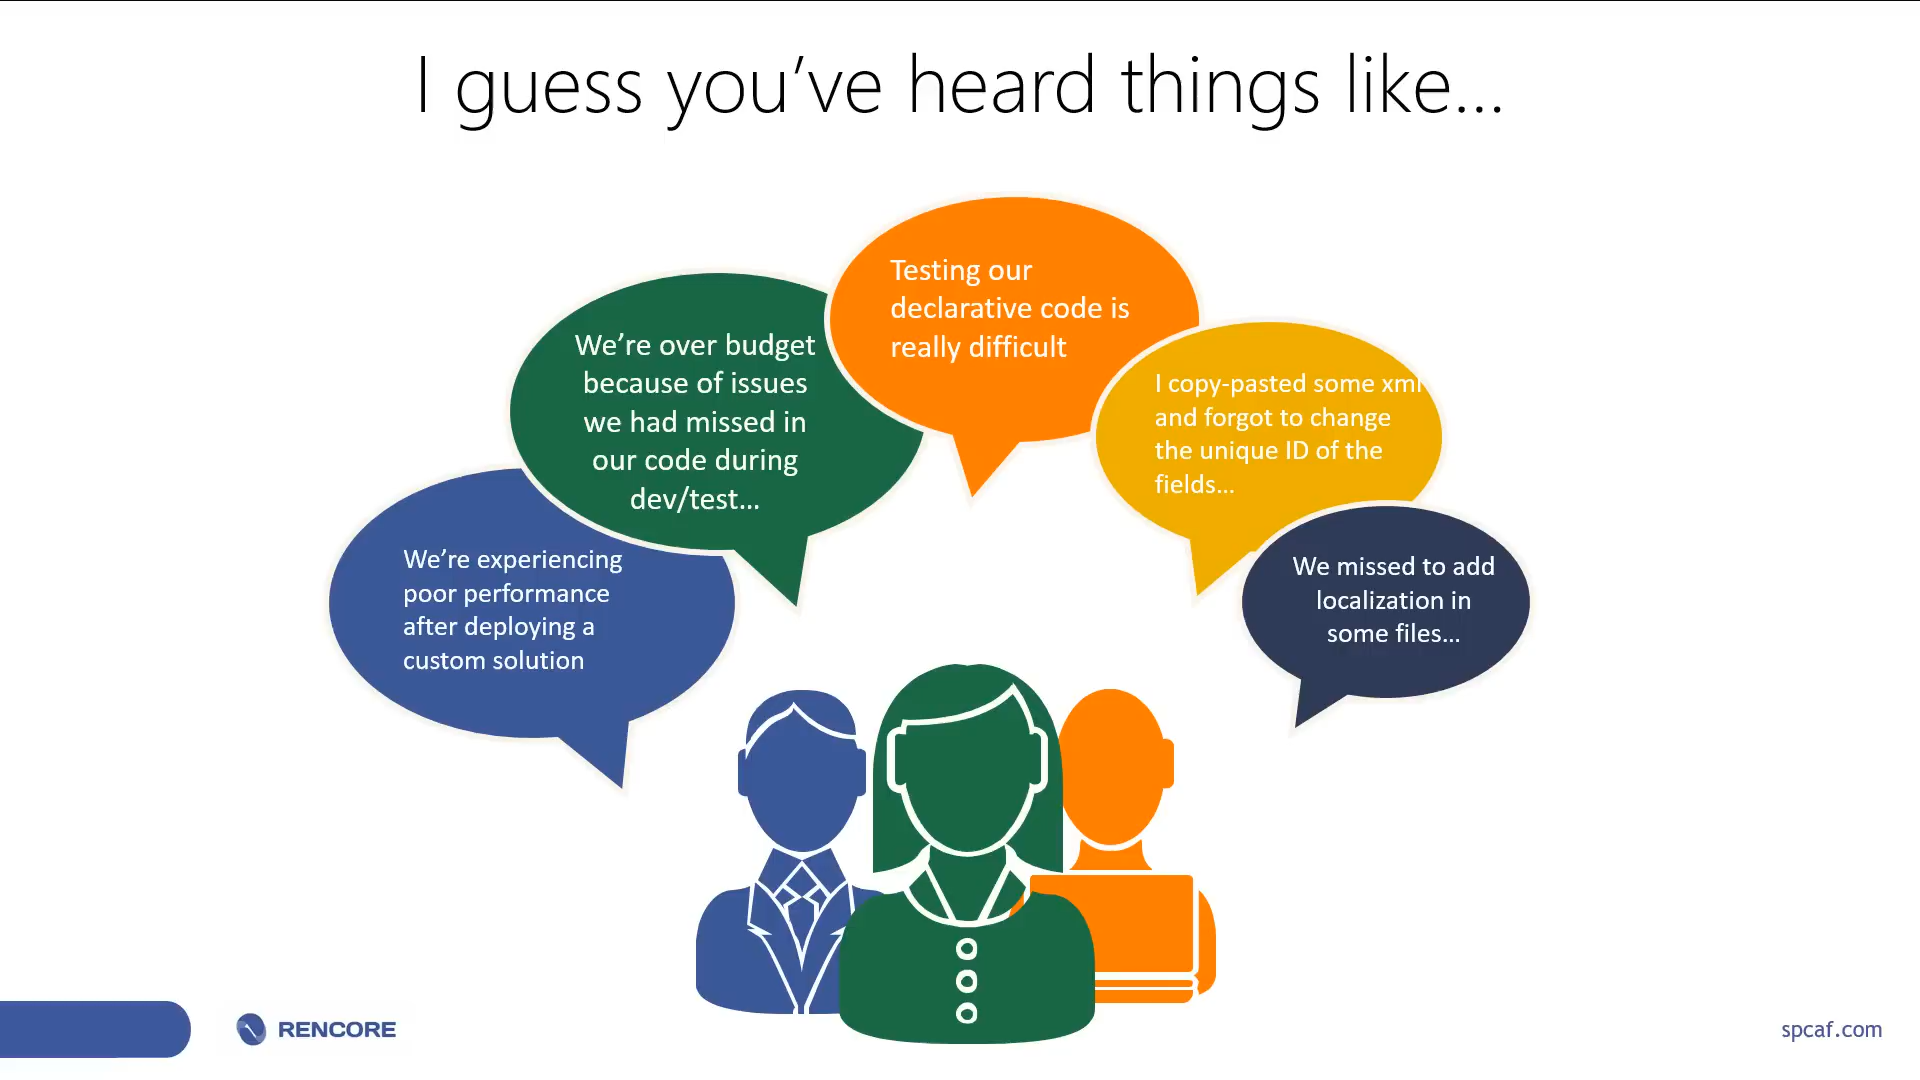 I guess you’ve heard things like…
We’re experiencing
poor performance
after deploying a
custom solution
We’re over budget
because of issues
we had missed in
our code during
dev/test…
Testing our
declarative code is
really difficult
I copy-pasted some xml
and forgot to change
the unique ID of the
fields…
We missed to add
localization in
some files…
RENCORE
spcaf.com